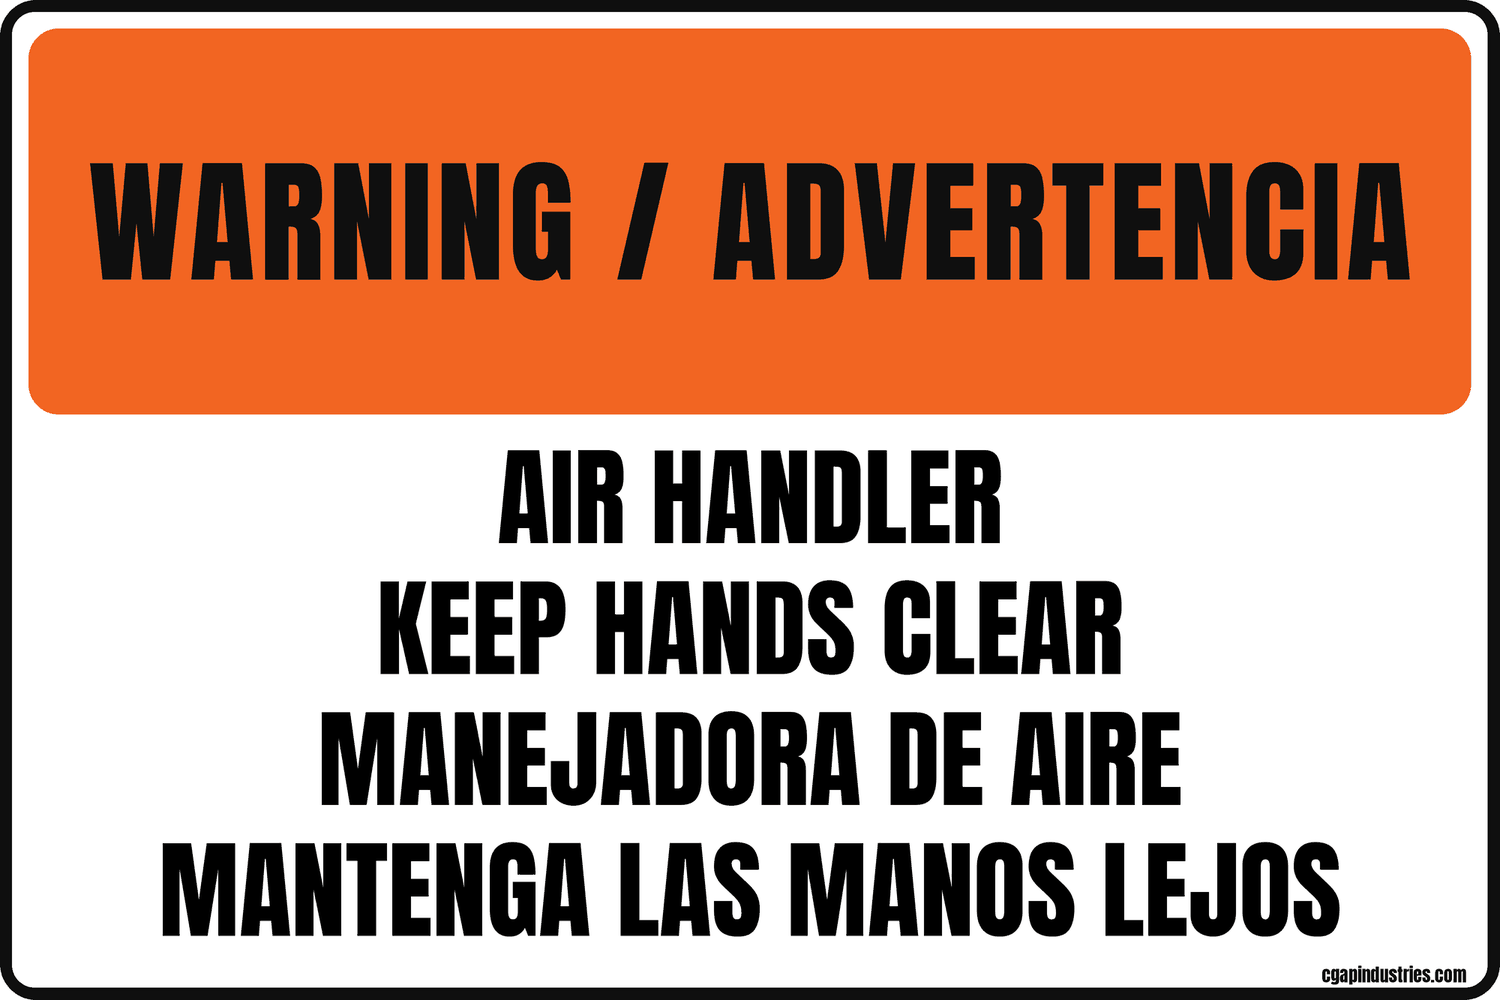 WARNING / ADVERTENCIA
AIR HANDLER
KEEP HANDS CLEAR
MANEJADORA DE AIRE
MANTENGA LAS MANOS LEJOS
cgapindustries.com